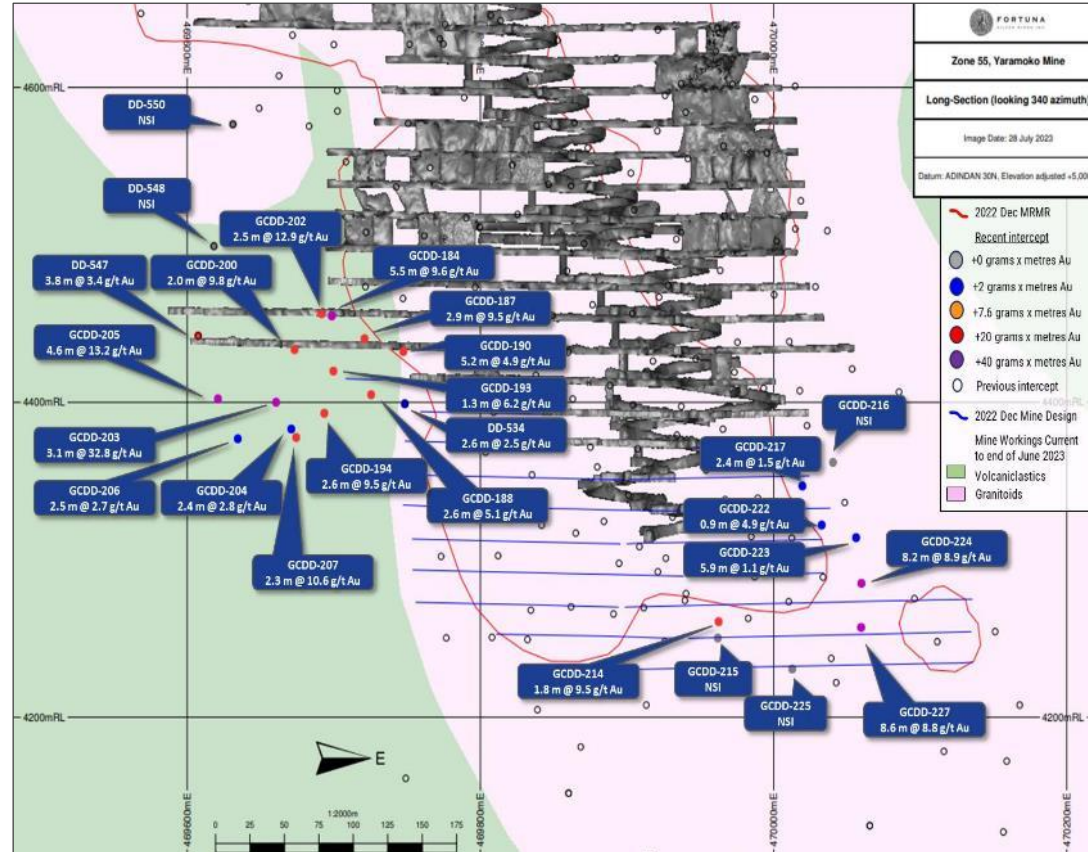 FORTUNA
SILVER MINES INC.
Zone 55, Yaramoko Mine
Long-Section (looking 340 azimuth)
Image Date: 28 July 2023
Datum: ADINDAN 30N, Elevation adjusted +5,000
2022 Dec MRMR
Recent intercept
+0 grams x metres Au
+2 grams x metres Au
+7.6 grams x metres Au
+20 grams x metres Au
+40 grams x metres Au
Previous intercept
2022 Dec Mine Design
Mine Workings Current
to end of June 2023
Volcaniclastics
Granitoids
469600mE
469800mE
470000mE
4600mRL
DD-550
NSI
DD-548
NSI
GCDD-202
2.5 m @ 12.9 g/t Au
GCDD-184
5.5 m @ 9.6 g/t Au
DD-547
3.8 m @ 3.4 g/t Au
GCDD-200
2.0 m @ 9.8 g/t Au
GCDD-187
2.9 m @ 9.5 g/t Au
GCDD-205
4.6 m @ 13.2 g/t Au
GCDD-190
5.2 m @ 4.9 g/t Au
GCDD-193
1.3 m @ 6.2 g/t Au
4400mRL
4400mRL
GCDD-216
NSI
GCDD-203
3.1 m @ 32.8 g/t Au
DD-534
2.6 m @ 2.5 g/t Au
GCDD-217
2.4 m @ 1.5 g/t Au
GCDD-206
2.5 m @ 2.7 g/t Au
GCDD-204
2.4 m @ 2.8 g/t Au
GCDD-194
2.6 m @ 9.5 g/t Au
GCDD-188
2.6 m @ 5.1 g/t Au
GCDD-222
0.9 m @ 4.9 g/t Au
GCDD-207
2.3 m @ 10.6 g/t Au
GCDD-223
5.9 m @ 1.1 g/t Au
GCDD-224
8.2 m @ 8.9 g/t Au
GCDD-214
1.8 m @ 9.5 g/t Au
GCDD-215
NSI
GCDD-225
NSI
GCDD-227
8.6 m @ 8.8 g/t Au
4200mRL
4200mRL
E
1:2000m
0 25 50 75 100 125 150 175
469600mE
469800mE
470000mE
470200mE